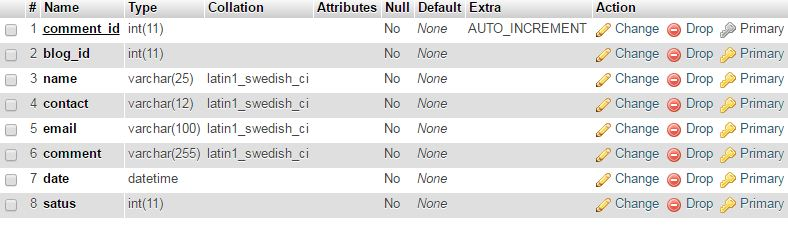 # Name Type Collation Attributes Null Default Extra Action
1 comment_id int(11) No None AUTO_INCREMENT Change Drop Primary
2 blog_id int(11) No None Change Drop Primary
3 name varchar(25) latin1_swedish_ci No None Change Drop Primary
4 contact varchar(12) latin1_swedish_ci No None Change Drop Primary
5 email varchar(100) latin1_swedish_ci No None Change Drop Primary
6 comment varchar(255) latin1_swedish_ci No None Change Drop Primary
7 date datetime No None Change Drop Primary
8 satus int(11) No None Change Drop Primary